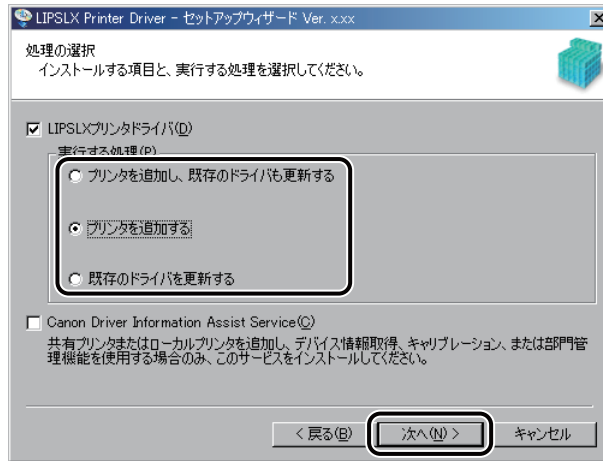 LIPSLX Printer Driver - セットアップウィザード Ver. x.xx
処理の選択
インストールする項目と、実行する処理を選択してください。
LIPSLXプリンタドライバ(D)
実行する処理(P)
プリンタを追加し、既存のドライバも更新する
プリンタを追加する
既存のドライバを更新する
Canon Driver Information Assist Service(C)
共有プリンタまたはローカルプリンタを追加し、デバイス情報取得、キャリブレーション、または部門管
理機能を使用する場合のみ、このサービスをインストールしてください。
< 戻る(B)
次へ(N) >
キャンセル